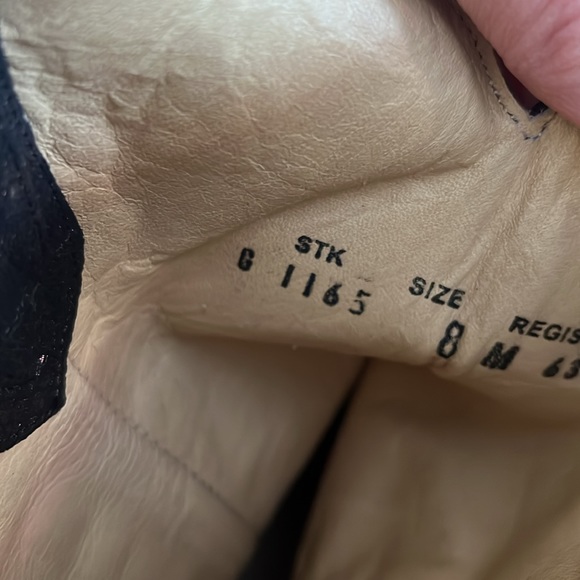 STK SIZE REGIS
G 1165 8 M 63